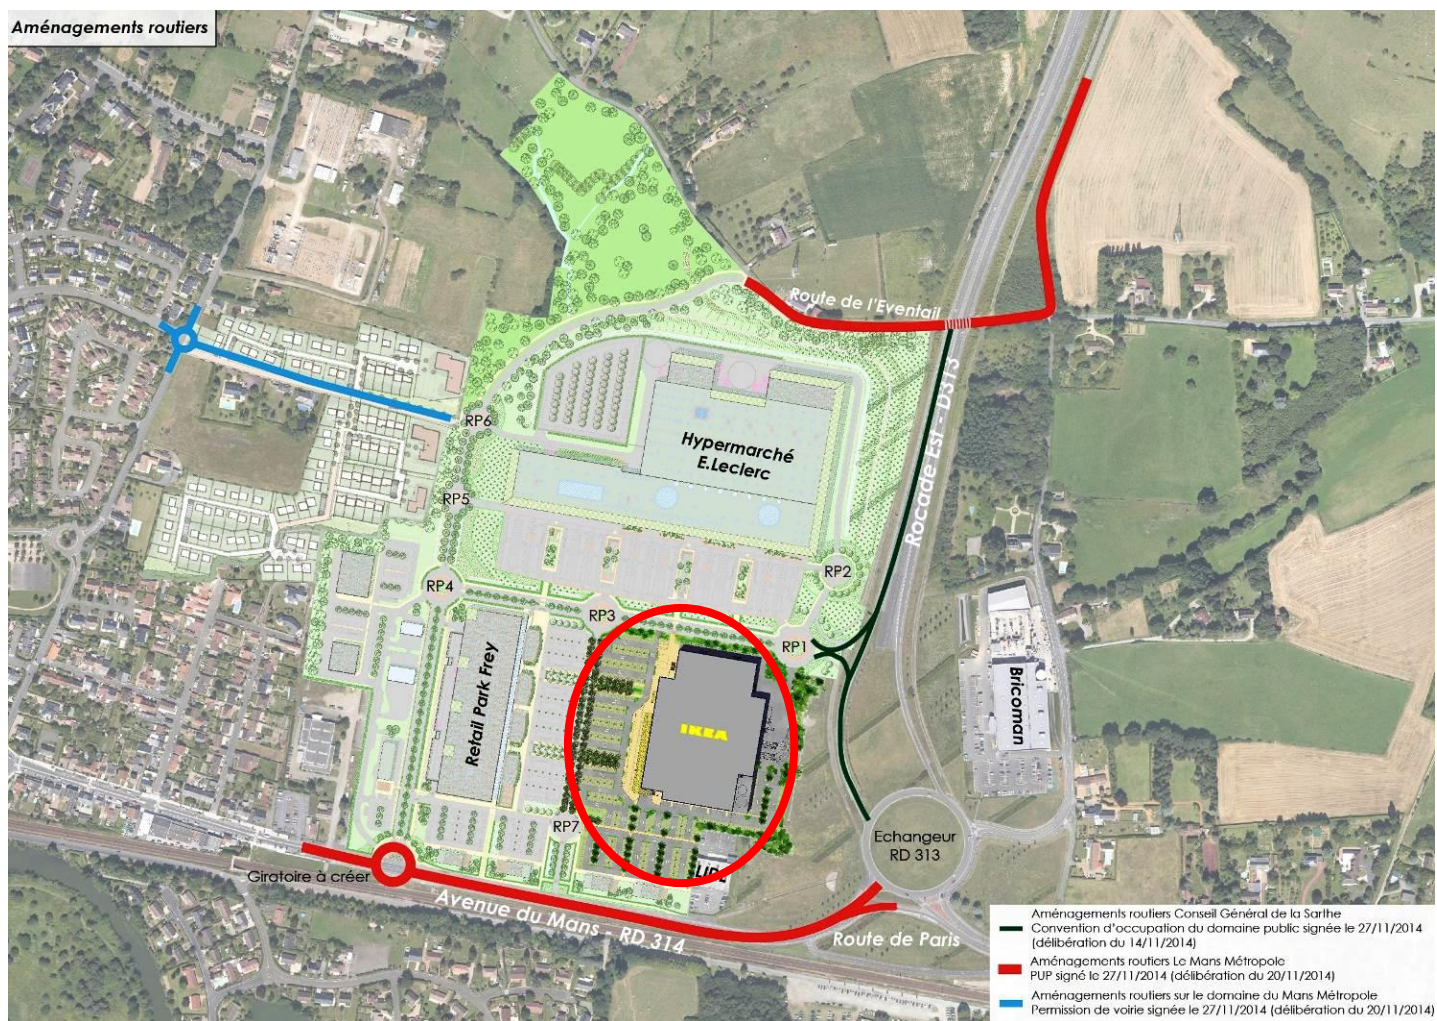 Aménagements routiers
Route de l'Eventail
Rocade Est - D313
RP6
Hypermarché
E.Leclerc
RP5
RP2
RP4
RP3
RP1
Retail Park Frey
IKEA
Bricoman
RP7
Echangeur
RD 313
LIDL
Giratoire à créer
Avenue du Mans - RD 314
Route de Paris
Aménagements routiers Conseil Général de la Sarthe
Convention d'occupation du domaine public signée le 27/11/2014
(délibération du 14/11/2014)
Aménagements routiers Le Mans Métropole
PUP signé le 27/11/2014 (délibération du 20/11/2014)
Aménagements routiers sur le domaine du Mans Métropole
Permission de voirie signée le 27/11/2014 (délibération du 20/11/2014)